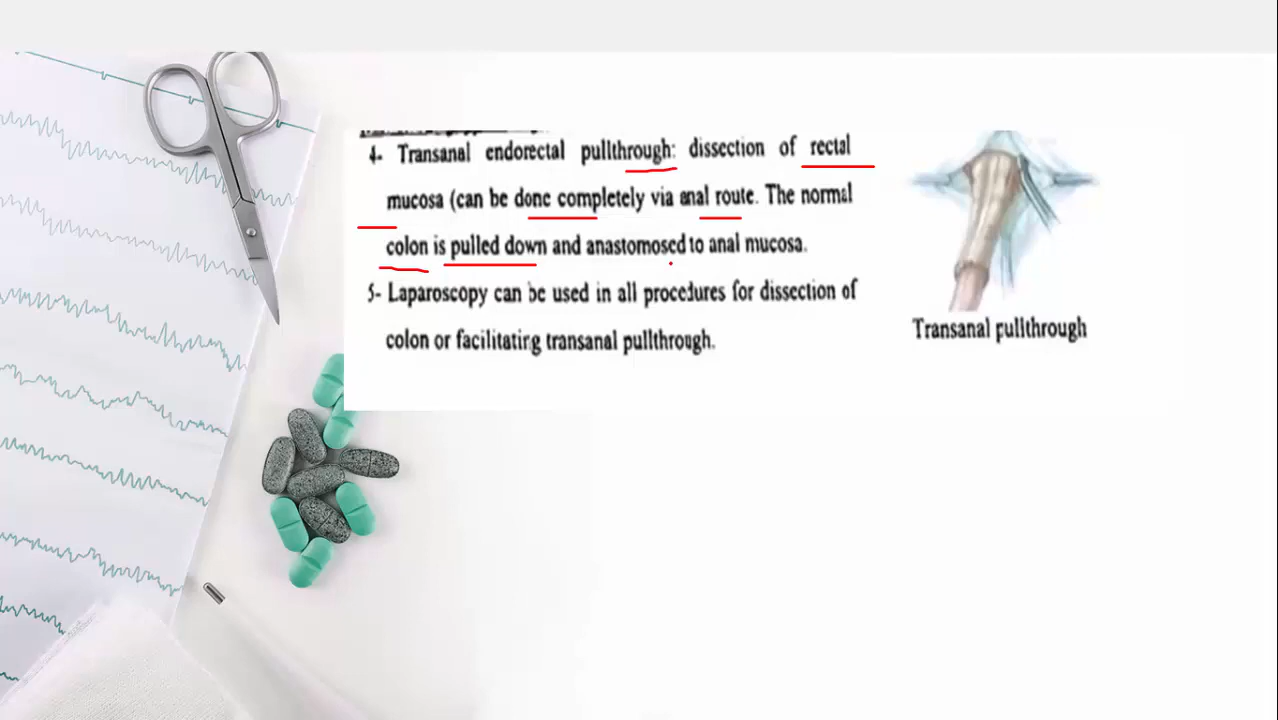 4- Transanal endorectal pullthrough: dissection of rectal
mucosa (can be done completely via anal route. The normal
colon is pulled down and anastomosed to anal mucosa.
5- Laparoscopy can be used in all procedures for dissection of
colon or facilitating transanal pullthrough.
Transanal pullthrough